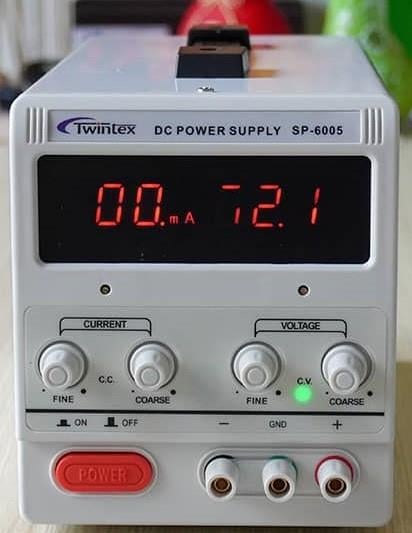 Twintex DC POWER SUPPLY SP-6005
00.mA 12.1
CURRENT VOLTAGE
C.C. C.V.
FINE COARSE FINE COARSE
ON OFF - GND +
POWER